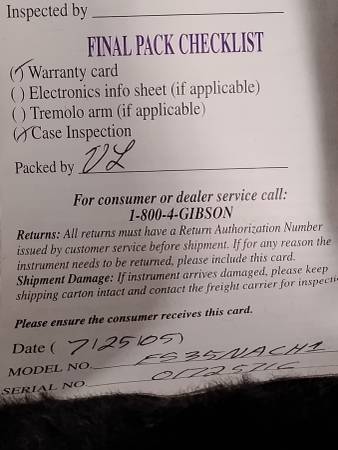 Inspected by
FINAL PACK CHECKLIST
(✓) Warranty card
( ) Electronics info sheet (if applicable)
( ) Tremolo arm (if applicable)
(✓) Case Inspection
Packed by VL
For consumer or dealer service call:
1-800-4-GIBSON
Returns: All returns must have a Return Authorization Number
issued by customer service before shipment. If for any reason the
instrument needs to be returned, please include this card.
Shipment Damage: If instrument arrives damaged, please keep
shipping carton intact and contact the freight carrier for inspecti
Please ensure the consumer receives this card.
Date ( 7/25/05)
MODEL NO. ES35NACH1
SERIAL NO.